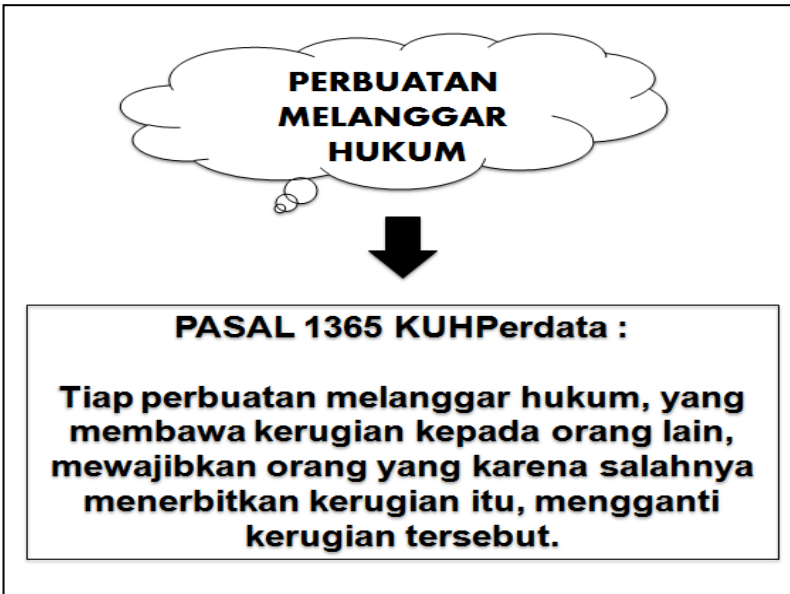 PERBUATAN
MELANGGAR
HUKUM
PASAL 1365 KUHPerdata :
Tiap perbuatan melanggar hukum, yang
membawa kerugian kepada orang lain,
mewajibkan orang yang karena salahnya
menerbitkan kerugian itu, mengganti
kerugian tersebut.